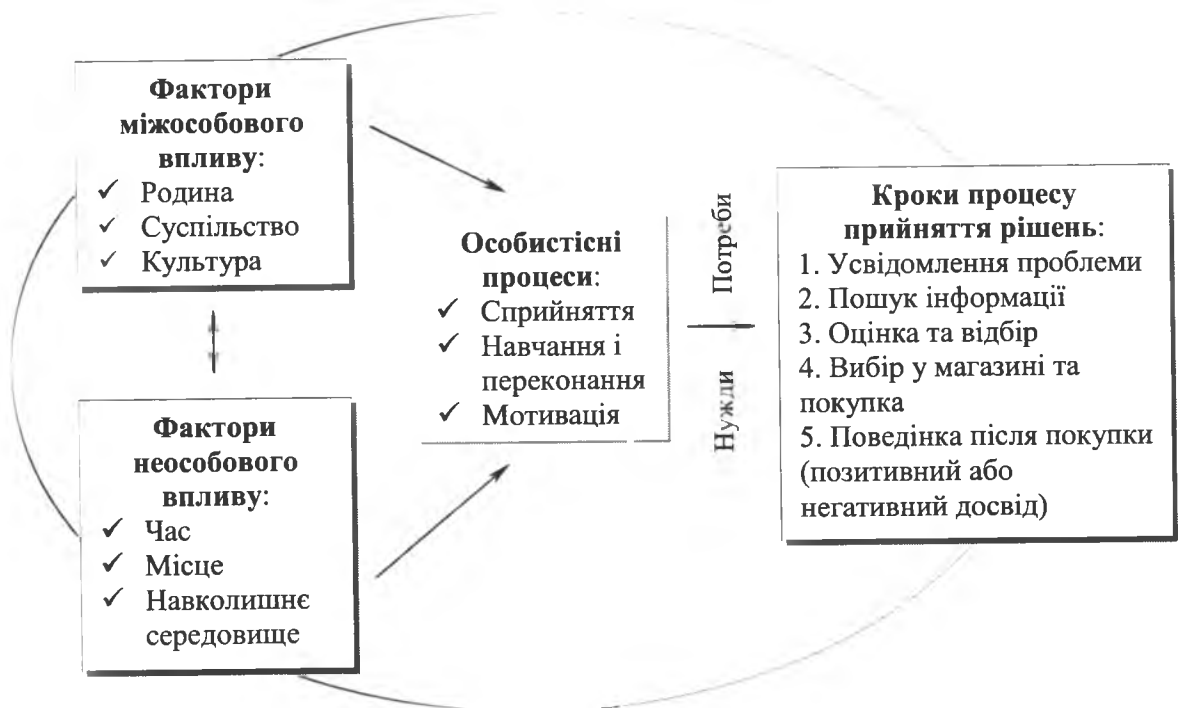 Фактори
міжособового
впливу:
✓ Родина
✓ Суспільство
✓ Культура
Фактори
неособового
впливу:
✓ Час
✓ Місце
✓ Навколишнє
середовище
Особистісні
процеси:
✓ Сприйняття
✓ Навчання і
переконання
✓ Мотивація
Потреби
Нужди
Кроки процесу
прийняття рішень:
1. Усвідомлення проблеми
2. Пошук інформації
3. Оцінка та відбір
4. Вибір у магазині та
покупка
5. Поведінка після покупки
(позитивний або
негативний досвід)